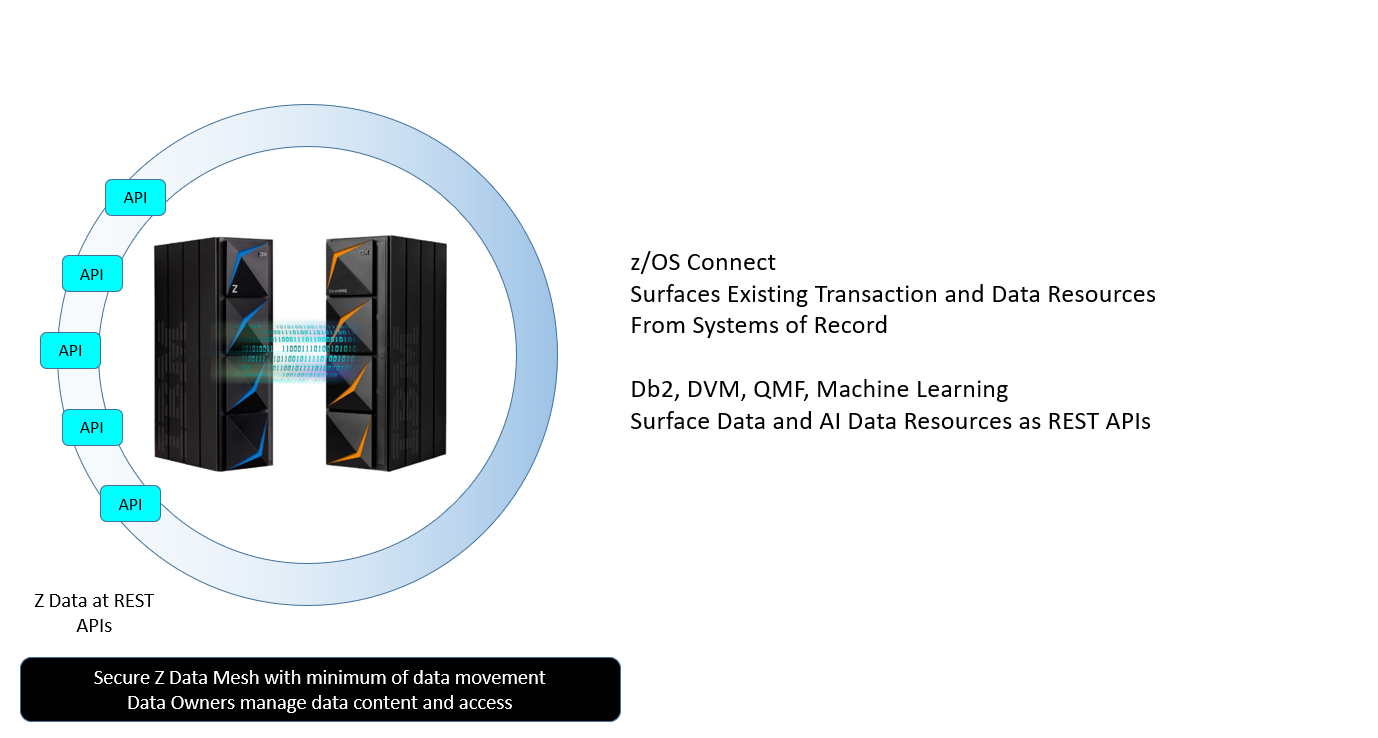 API
API
API
API
API
Z
IBM
IBM
z/OS Connect
Surfaces Existing Transaction and Data Resources
From Systems of Record
Db2, DVM, QMF, Machine Learning
Surface Data and AI Data Resources as REST APIs
Z Data at REST
APIs
Secure Z Data Mesh with minimum of data movement
Data Owners manage data content and access